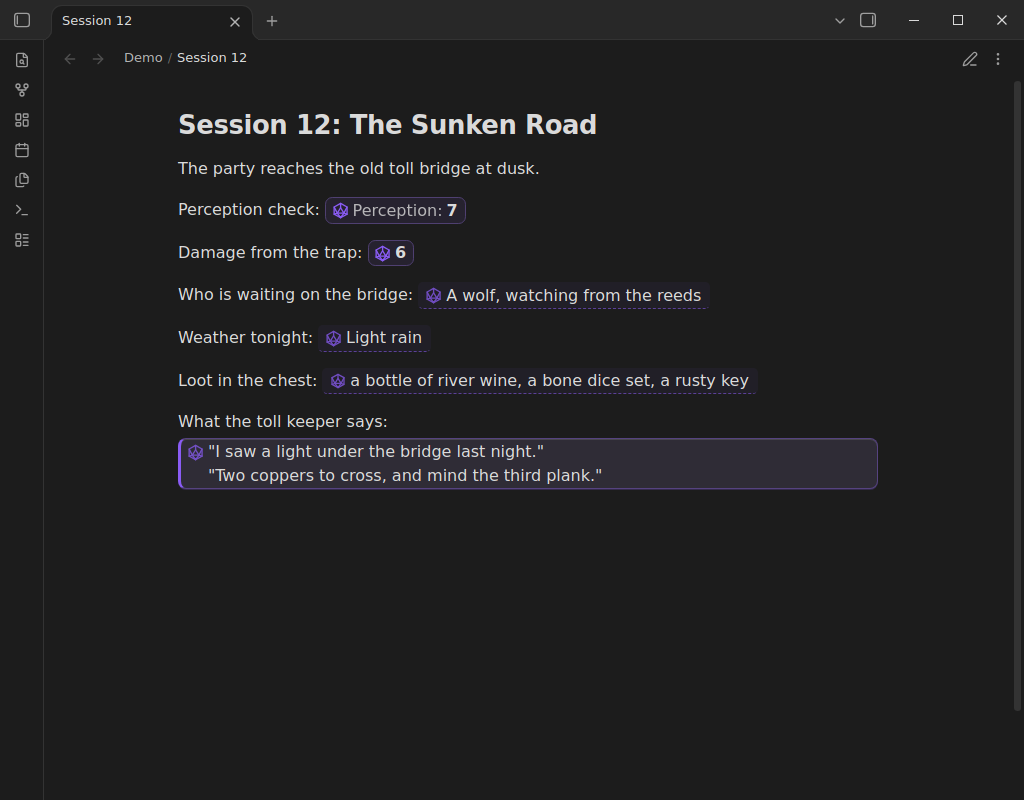 Session 12
Demo / Session 12
Session 12: The Sunken Road
The party reaches the old toll bridge at dusk.
Perception check: Perception: 7
Damage from the trap: 6
Who is waiting on the bridge: A wolf, watching from the reeds
Weather tonight: Light rain
Loot in the chest: a bottle of river wine, a bone dice set, a rusty key
What the toll keeper says:
"I saw a light under the bridge last night."
"Two coppers to cross, and mind the third plank."